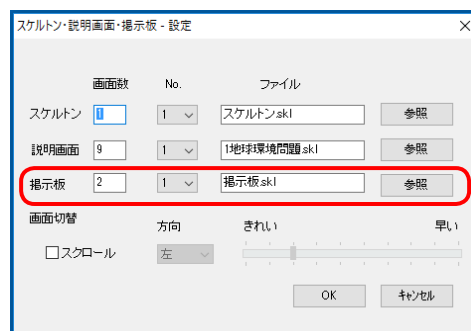 スケルトン・説明画面・掲示板 - 設定
画面数 No. ファイル
スケルトン 1 1 スケルトン.skl 参照
説明画面 9 1 1地球環境問題.skl 参照
掲示板 2 1 掲示板.skl 参照
画面切替 方向 きれい 早い
スクロール 左
OK キャンセル